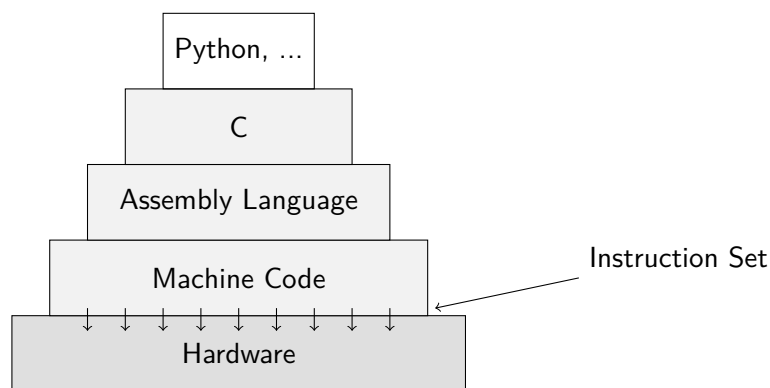 Python, ...
C
Assembly Language
Instruction Set
Machine Code
Hardware